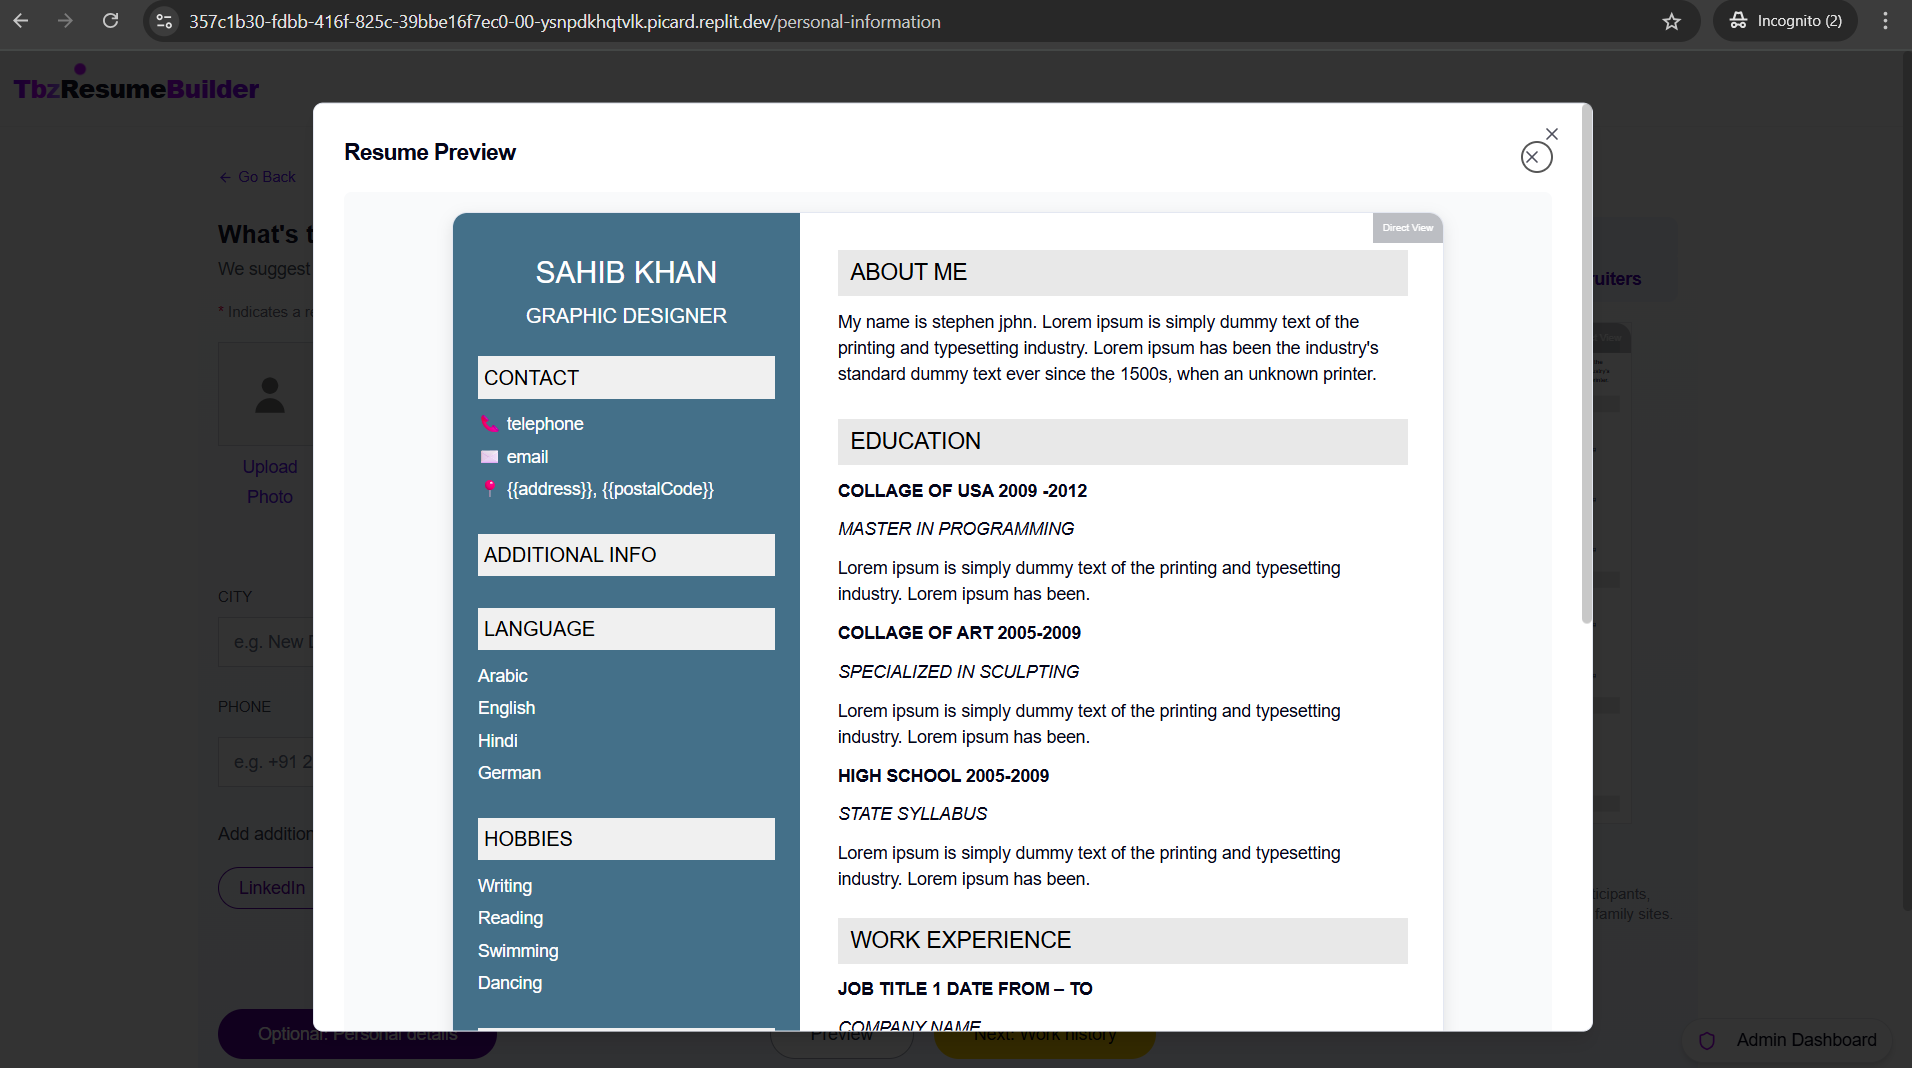 357c1b30-fdbb-416f-825c-39bbe16f7ec0-00-ysnpdkhqtvlk.picard.replit.dev/personal-information
Incognito (2)
TbzResumeBuilder
Go Back
What's t
We suggest
* Indicates a re
Upload
Photo
CITY
e.g. New D
PHONE
e.g. +91 2
Add addition
LinkedIn
Optional: Personal details
Resume Preview
Direct View
SAHIB KHAN
GRAPHIC DESIGNER
CONTACT
telephone
email
{{address}}, {{postalCode}}
ADDITIONAL INFO
LANGUAGE
Arabic
English
Hindi
German
HOBBIES
Writing
Reading
Swimming
Dancing
ABOUT ME
My name is stephen jphn. Lorem ipsum is simply dummy text of the
printing and typesetting industry. Lorem ipsum has been the industry's
standard dummy text ever since the 1500s, when an unknown printer.
EDUCATION
COLLAGE OF USA 2009 -2012
MASTER IN PROGRAMMING
Lorem ipsum is simply dummy text of the printing and typesetting
industry. Lorem ipsum has been.
COLLAGE OF ART 2005-2009
SPECIALIZED IN SCULPTING
Lorem ipsum is simply dummy text of the printing and typesetting
industry. Lorem ipsum has been.
HIGH SCHOOL 2005-2009
STATE SYLLABUS
Lorem ipsum is simply dummy text of the printing and typesetting
industry. Lorem ipsum has been.
WORK EXPERIENCE
JOB TITLE 1 DATE FROM – TO
COMPANY NAME
Preview
Next: Work history
ruiters
icipants,
family sites.
Admin Dashboard